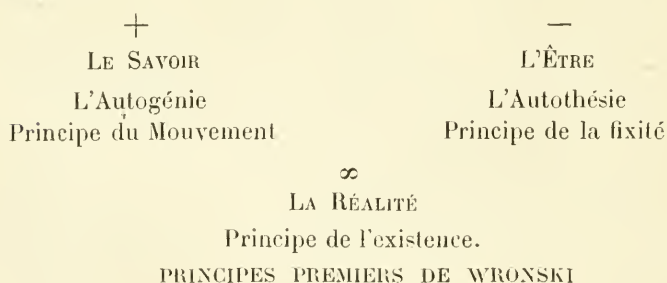 + −
Le Savoir L'Être
L'Autogénie L'Autothésie
Principe du Mouvement Principe de la fixité
∞
La Réalité
Principe de l'existence.
PRINCIPES PREMIERS DE WRONSKI